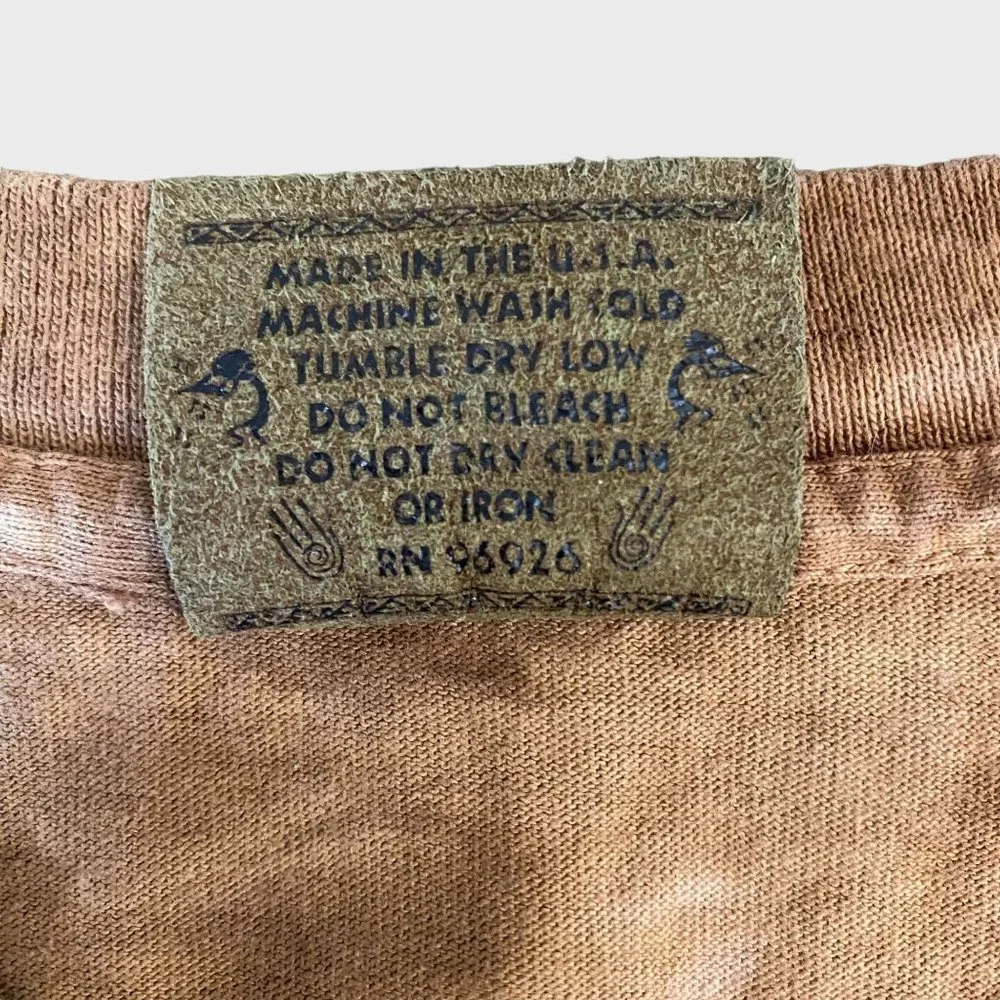 MADE IN THE U.S.A.
MACHINE WASH COLD
TUMBLE DRY LOW
DO NOT BLEACH
DO NOT DRY CLEAN
OR IRON
RN 96926